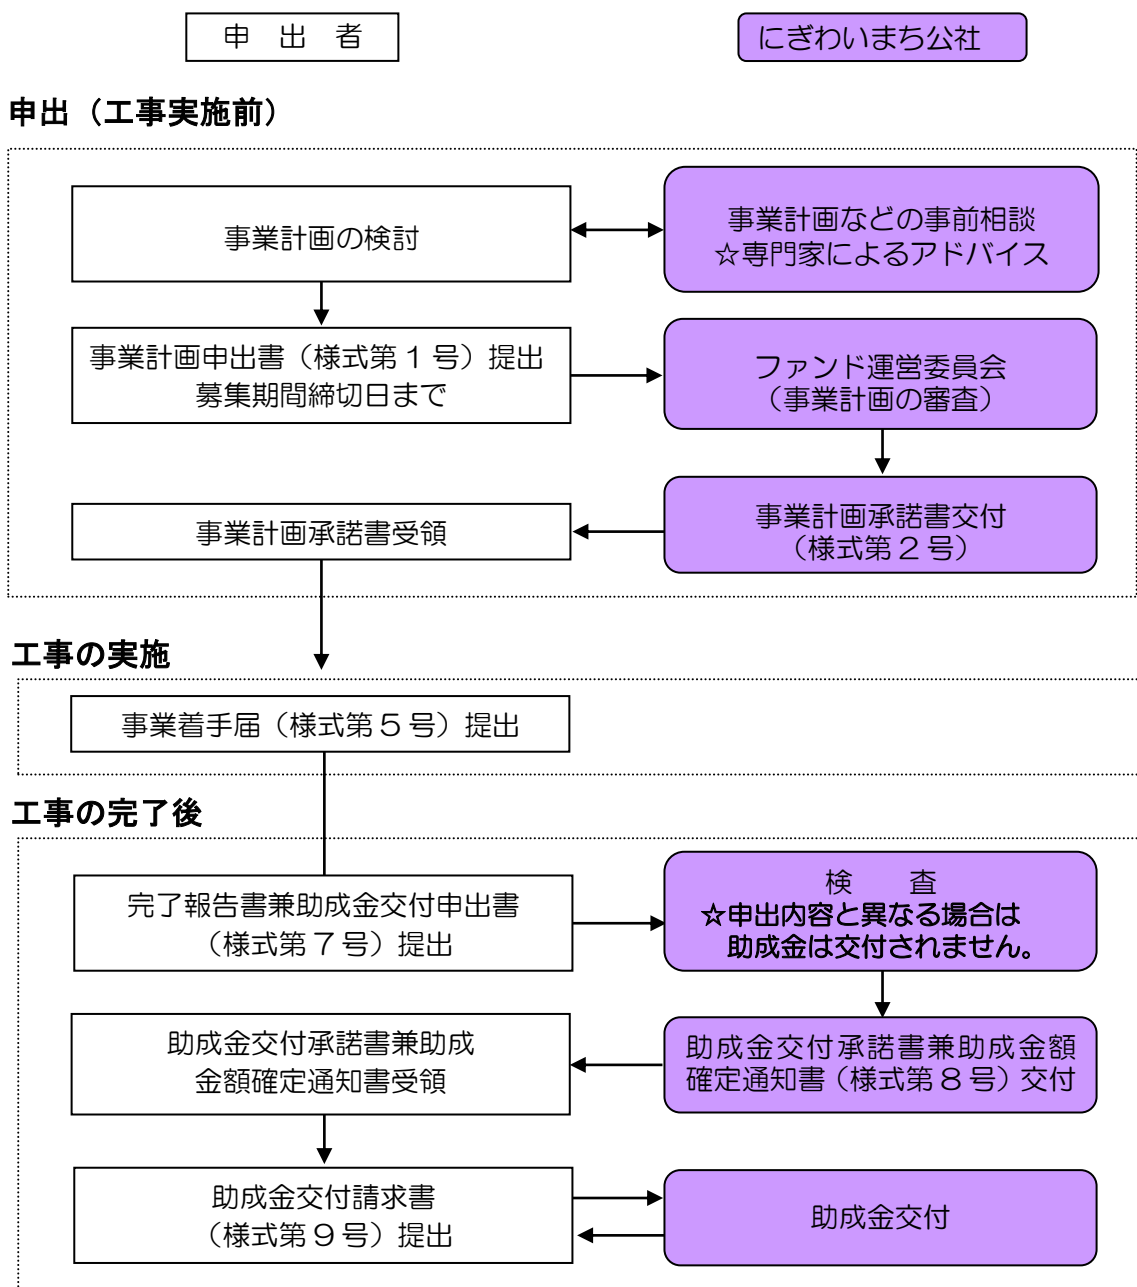 申　出　者
にぎわいまち公社
申出（工事実施前）
事業計画の検討
事業計画などの事前相談
☆専門家によるアドバイス
事業計画申出書（様式第１号）提出
募集期間締切日まで
ファンド運営委員会
（事業計画の審査）
事業計画承諾書受領
事業計画承諾書交付
（様式第２号）
工事の実施
事業着手届（様式第５号）提出
工事の完了後
完了報告書兼助成金交付申出書
（様式第７号）提出
検　　査
☆申出内容と異なる場合は
助成金は交付されません。
助成金交付承諾書兼助成
金額確定通知書受領
助成金交付承諾書兼助成金額
確定通知書（様式第８号）交付
助成金交付請求書
（様式第９号）提出
助成金交付